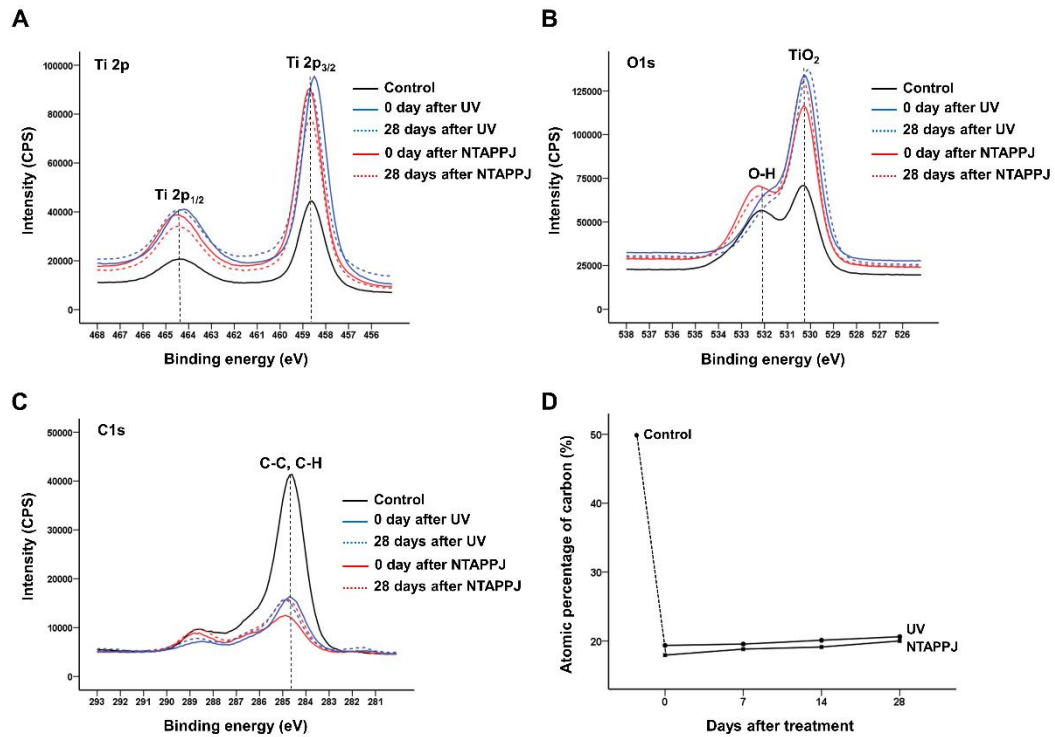 A
Ti 2p
Ti 2p3/2
Ti 2p1/2
Control
0 day after UV
28 days after UV
0 day after NTAPPJ
28 days after NTAPPJ
Intensity (CPS)
100000
80000
60000
40000
20000
0
468 467 466 465 464 463 462 461 460 459 458 457 456
Binding energy (eV)
B
O1s
TiO2
O-H
Control
0 day after UV
28 days after UV
0 day after NTAPPJ
28 days after NTAPPJ
Intensity (CPS)
125000
100000
75000
50000
25000
0
538 537 536 535 534 533 532 531 530 529 528 527 526
Binding energy (eV)
C
C1s
C-C, C-H
Control
0 day after UV
28 days after UV
0 day after NTAPPJ
28 days after NTAPPJ
Intensity (CPS)
50000
40000
30000
20000
10000
0
293 292 291 290 289 288 287 286 285 284 283 282 281
Binding energy (eV)
D
Control
UV
NTAPPJ
Atomic percentage of carbon (%)
50
40
30
20
0 7 14 28
Days after treatment